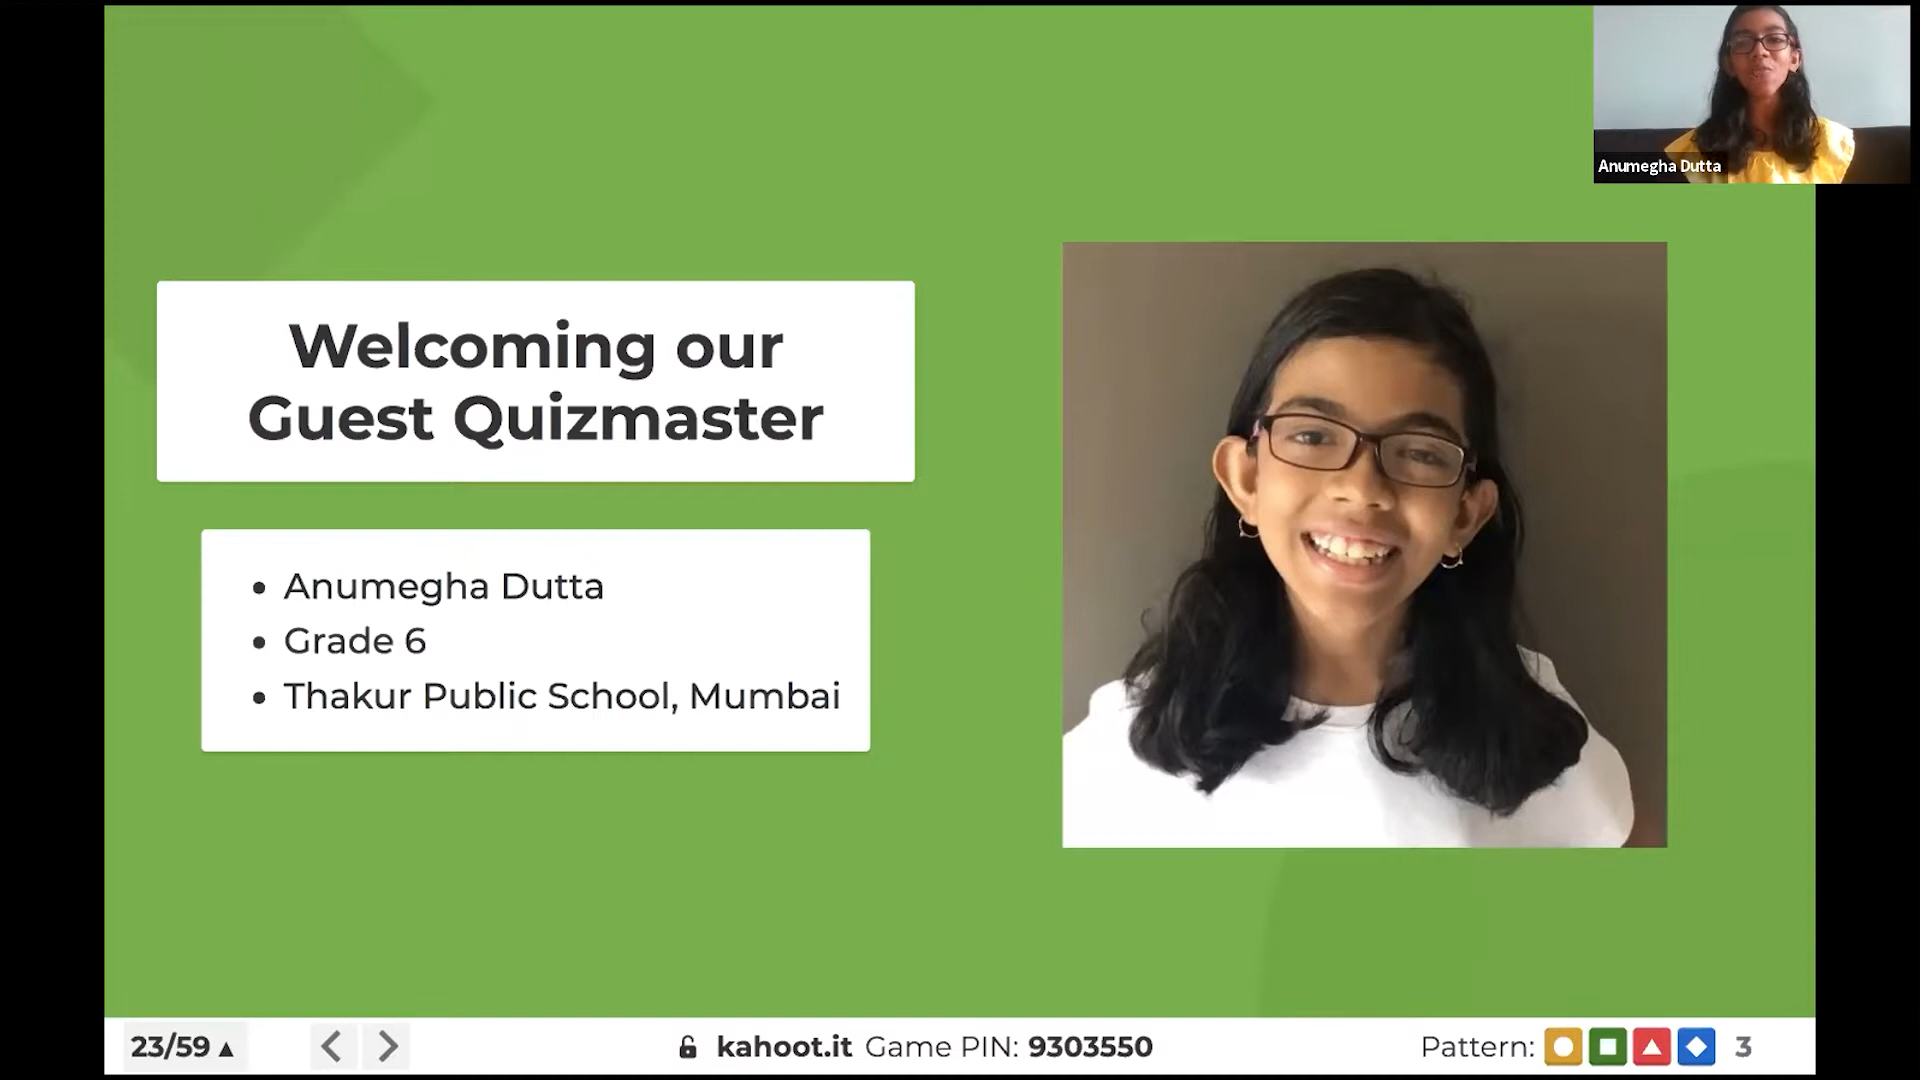 Anumegha Dutta
Welcoming our
Guest Quizmaster
• Anumegha Dutta
• Grade 6
• Thakur Public School, Mumbai
23/59 ▲
kahoot.it Game PIN: 9303550
Pattern: 3